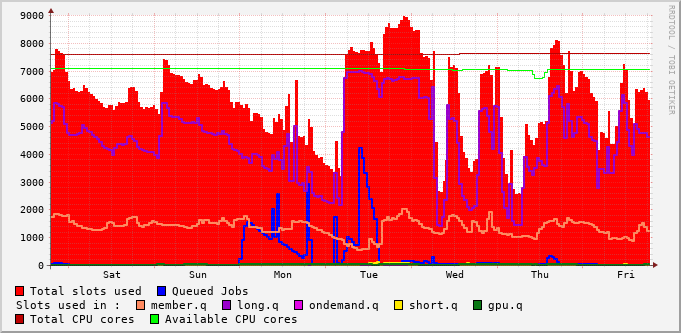 9000
8000
7000
6000
5000
4000
3000
2000
1000
0
Sat Sun Mon Tue Wed Thu Fri
Total slots used Queued Jobs
Slots used in : member.q long.q ondemand.q short.q gpu.q
Total CPU cores Available CPU cores
RRDTOOL / TOBI OETIKER